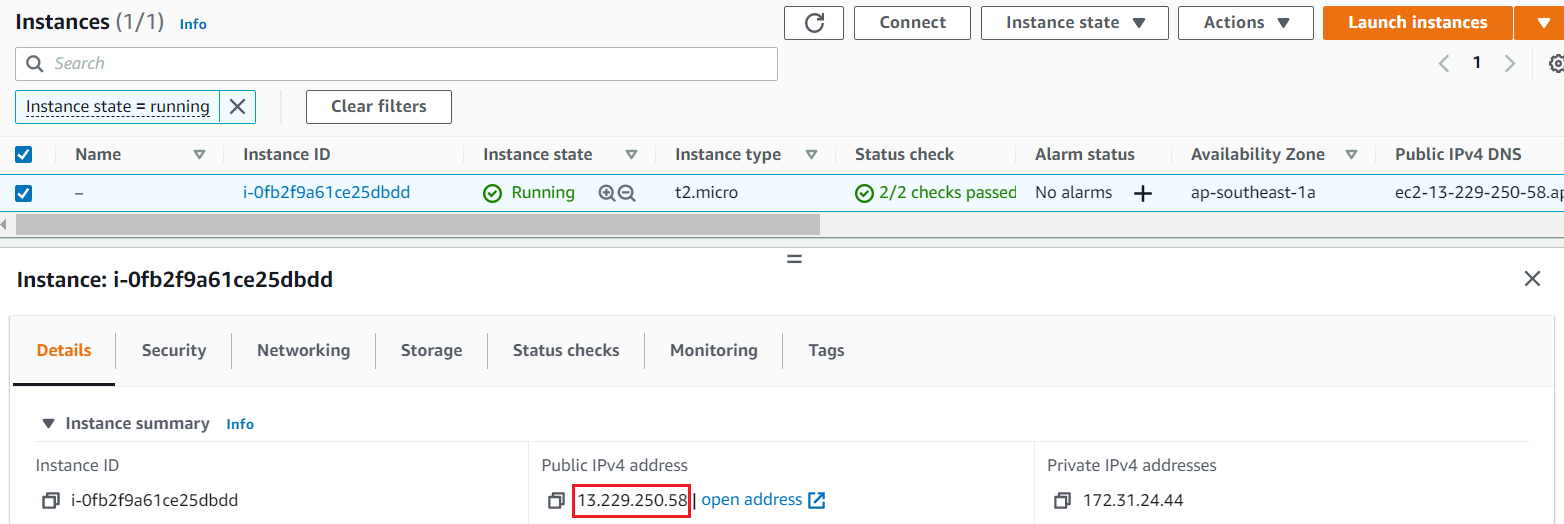 Instances (1/1) Info Connect Instance state Actions Launch instances
Search 1
Instance state = running Clear filters
Name Instance ID Instance state Instance type Status check Alarm status Availability Zone Public IPv4 DNS
– i-0fb2f9a61ce25dbdd Running t2.micro 2/2 checks passed No alarms + ap-southeast-1a ec2-13-229-250-58.ap
Instance: i-0fb2f9a61ce25dbdd
Details Security Networking Storage Status checks Monitoring Tags
Instance summary Info
Instance ID Public IPv4 address Private IPv4 addresses
i-0fb2f9a61ce25dbdd 13.229.250.58 | open address 172.31.24.44